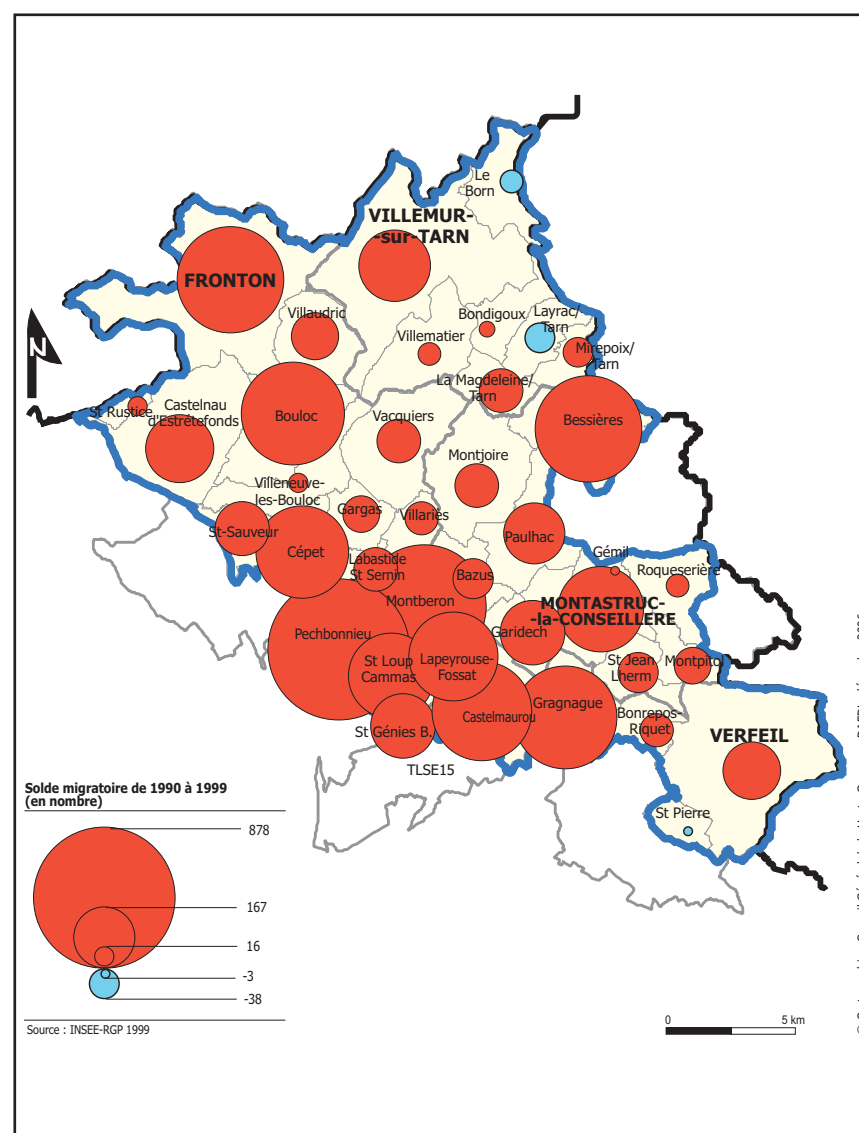 Le
Born
VILLEMUR-
-sur-TARN
FRONTON
Villaudric
Bondigoux
Layrac/
Tarn
Villematier
Mirepoix/
Tarn
La Magdeleine/
Tarn
St Rustice
Castelnau
d'Estrétefonds
Bouloc
Vacquiers
Bessières
Montjoire
Villeneuve-
les-Bouloc
Gargas
Villariès
St-Sauveur
Cépet
Paulhac
Labastide
St Sernin
Bazus
Gémil
Roqueserière
Montberon
MONTASTRUC-
-la-CONSEILLERE
Pechbonnieu
Garidech
St Loup
Cammas
Lapeyrouse-
Fossat
St Jean
Lherm
Montpitol
Gragnague
Castelmaurou
Bonrepos-
Riquet
St Génies B.
VERFEIL
TLSE15
St Pierre
N
Solde migratoire de 1990 à 1999
(en nombre)
878
167
16
-3
-38
Source : INSEE-RGP 1999
0 5 km